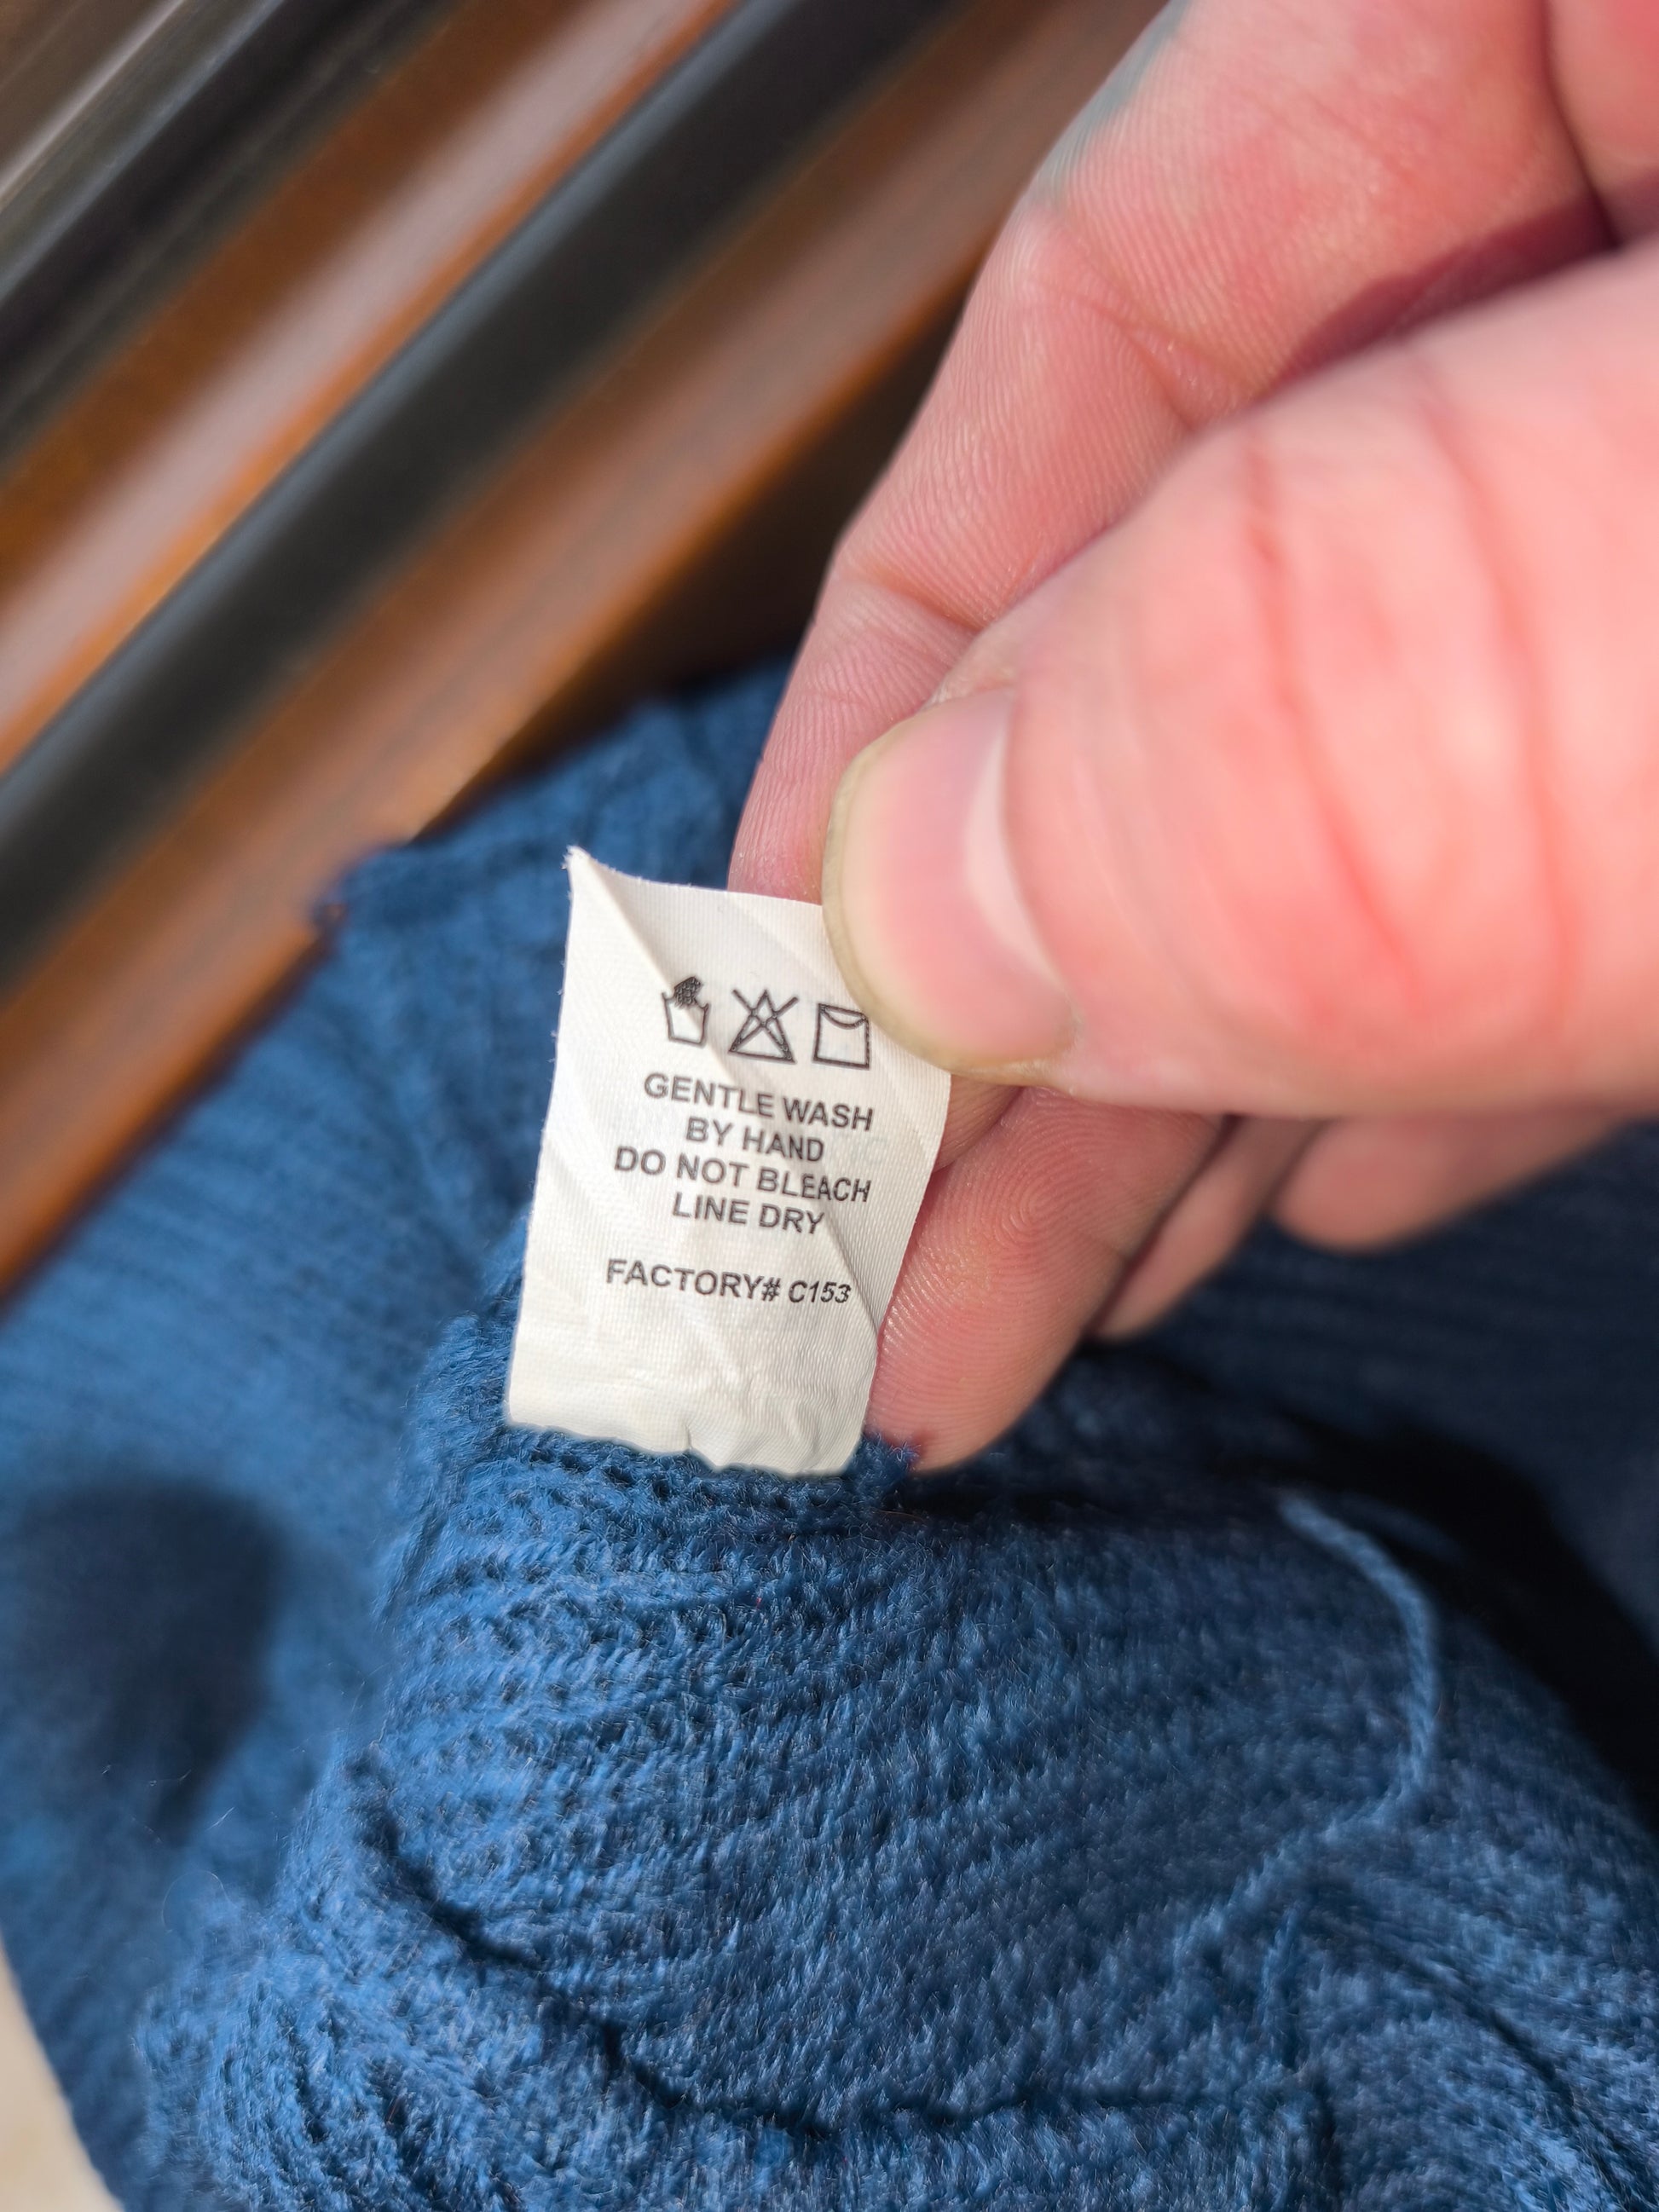 GENTLE WASH
BY HAND
DO NOT BLEACH
LINE DRY
FACTORY# C153